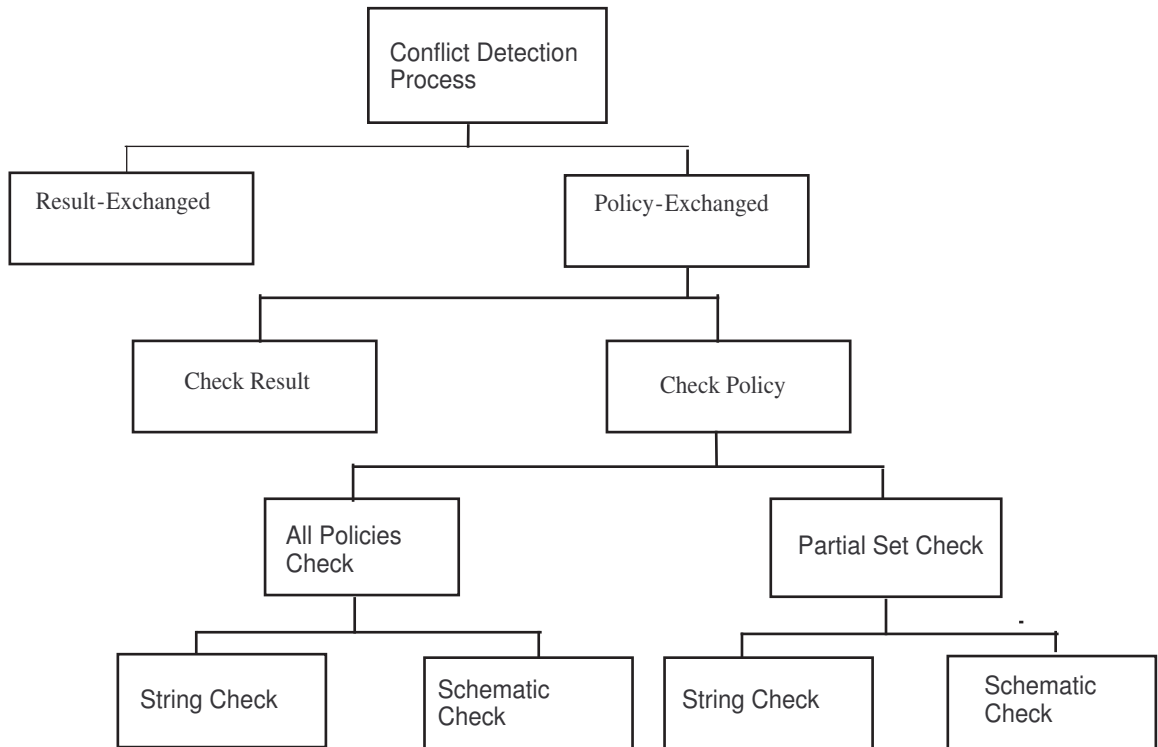 Conflict Detection
Process
Result-Exchanged
Policy-Exchanged
Check Result
Check Policy
All Policies
Check
Partial Set Check
String Check
Schematic
Check
String Check
Schematic
Check